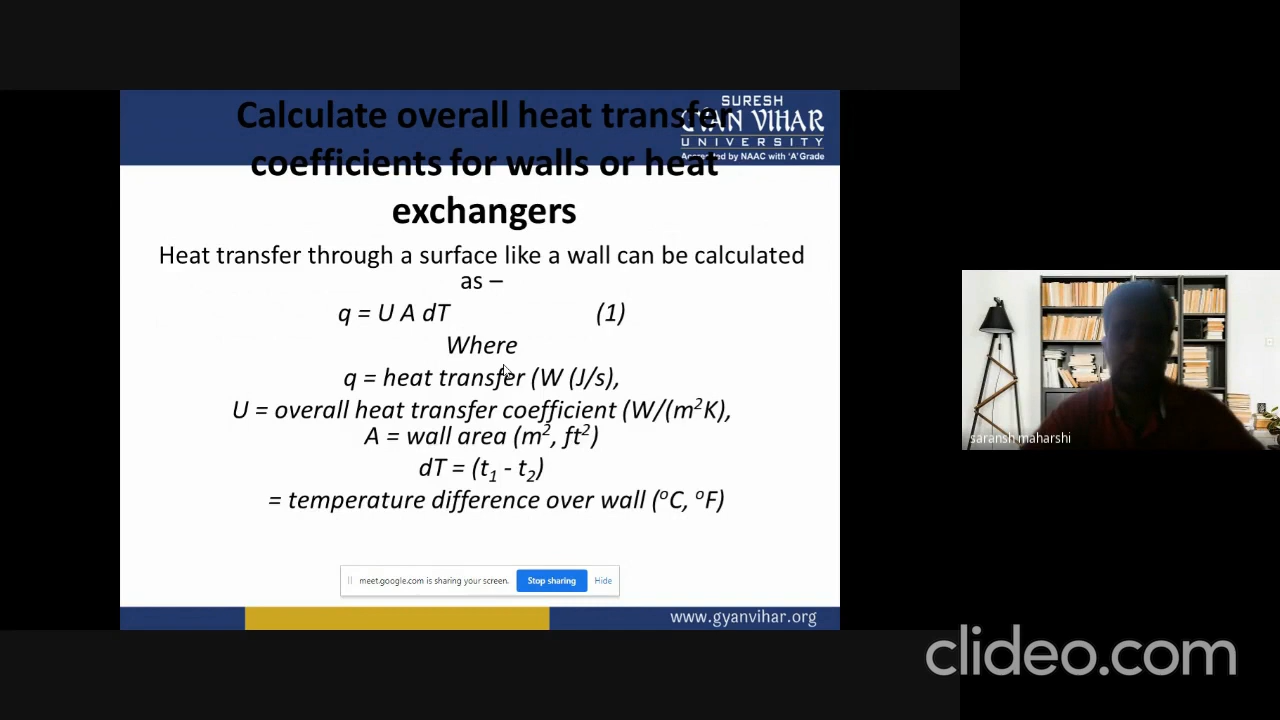 SURESH
GYAN VIHAR
UNIVERSITY
Accredited by NAAC with 'A' Grade
Calculate overall heat transfer
coefficients for walls or heat
exchangers
Heat transfer through a surface like a wall can be calculated
as –
q = U A dT (1)
Where
q = heat transfer (W (J/s),
U = overall heat transfer coefficient (W/(m²K),
A = wall area (m², ft²)
dT = (t₁ - t₂)
= temperature difference over wall (°C, °F)
meet.google.com is sharing your screen. Stop sharing Hide
www.gyanvihar.org
saransh maharshi
clideo.com